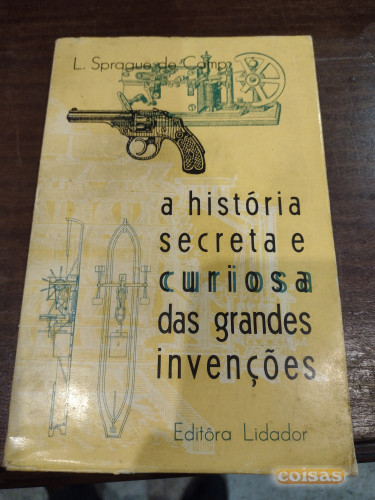 L. Sprague de Camp
a história
secreta e
curiosa
das grandes
invenções
Editôra Lidador
coisas